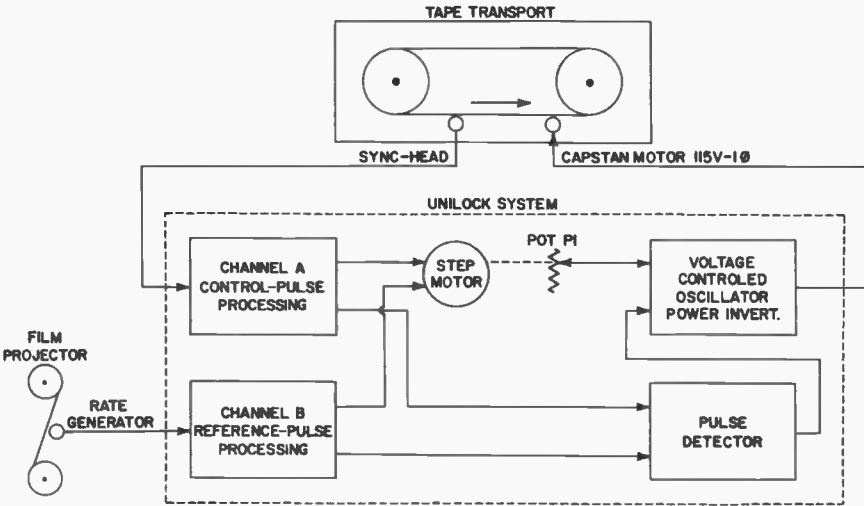 TAPE TRANSPORT
SYNC-HEAD
CAPSTAN MOTOR 115V-1Ø
UNILOCK SYSTEM
CHANNEL A
CONTROL-PULSE
PROCESSING
STEP
MOTOR
POT P1
VOLTAGE
CONTROLED
OSCILLATOR
POWER INVERT.
FILM
PROJECTOR
RATE
GENERATOR
CHANNEL B
REFERENCE-PULSE
PROCESSING
PULSE
DETECTOR